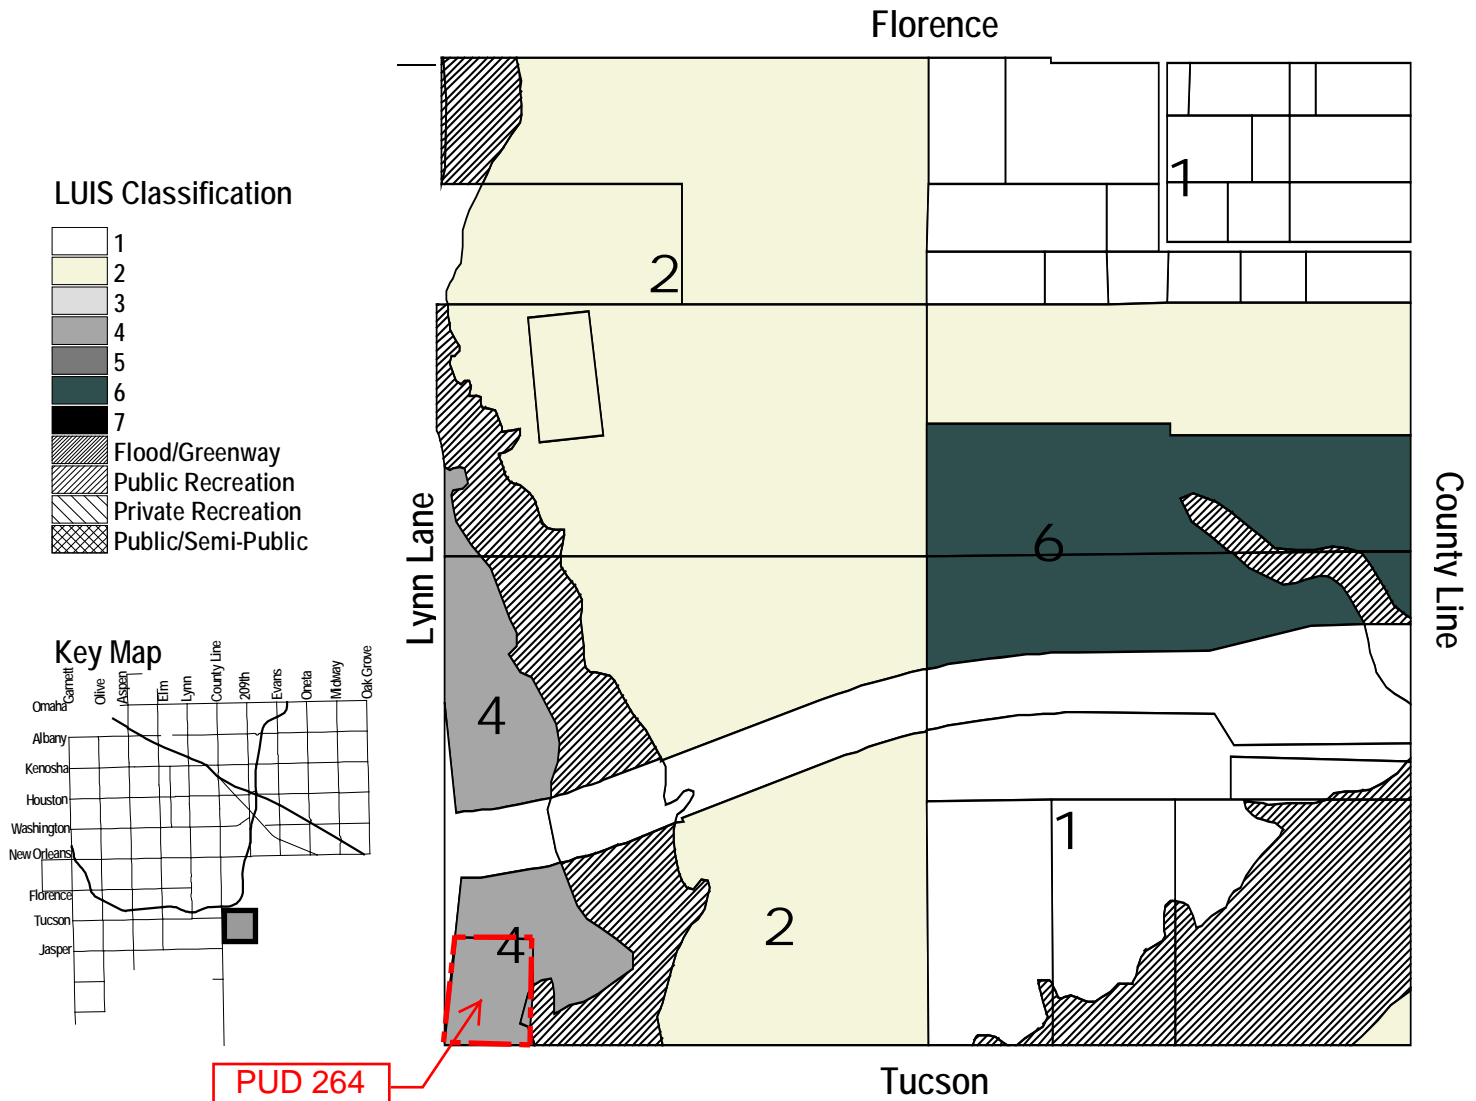 Florence
LUIS Classification
1
2
3
4
5
6
7
Flood/Greenway
Public Recreation
Private Recreation
Public/Semi-Public
1
2
6
4
4
2
1
Lynn Lane
County Line
Tucson
PUD 264
Key Map
Garnett
Olive
Aspen
Elm
Lynn
County Line
209th
Evans
Oneta
Midway
Oak Grove
Omaha
Albany
Kenosha
Houston
Washington
New Orleans
Florence
Tucson
Jasper